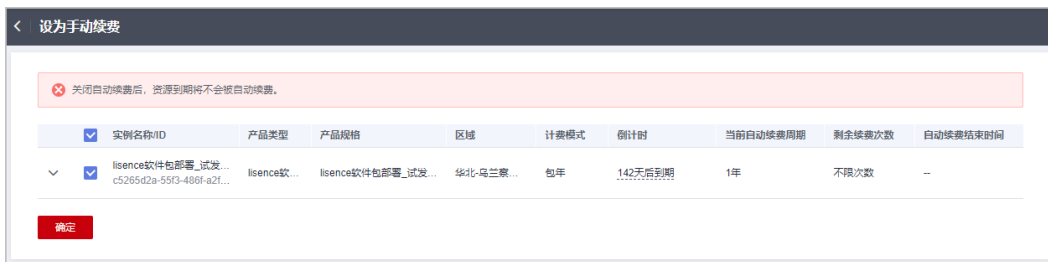 设为手动续费
关闭自动续费后，资源到期将不会被自动续费。
实例名称/ID 产品类型 产品规格 区域 计费模式 倒计时 当前自动续费周期 剩余续费次数 自动续费结束时间
lisence软件包部署_试发... lisence软... lisence软件包部署_试发... 华北-乌兰察... 包年 142天后到期 1年 不限次数 --
c5265d2a-55f3-486f-a2f...
确定